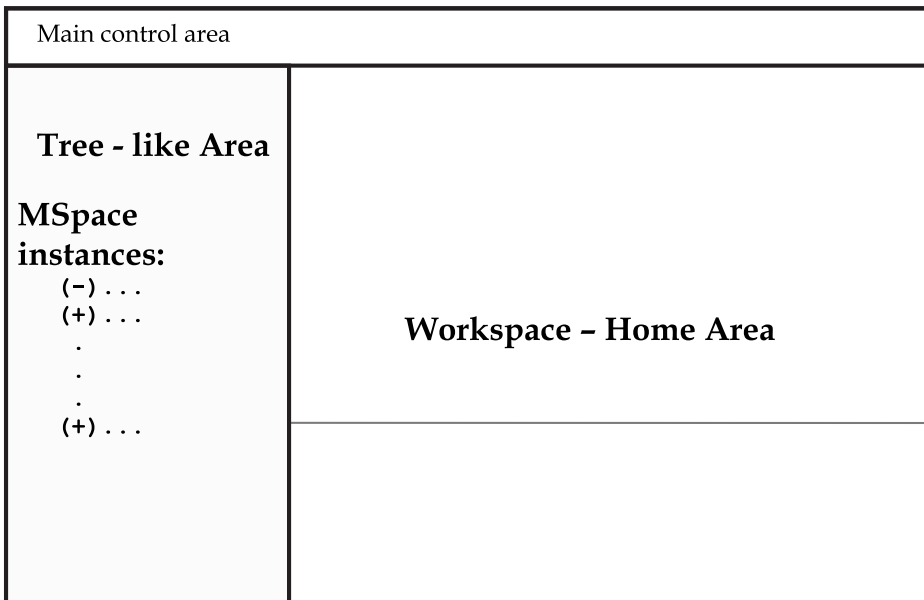 Main control area
Tree - like Area
MSpace
instances:
(-) . . .
(+) . . .
.
.
.
(+) . . .
Workspace – Home Area